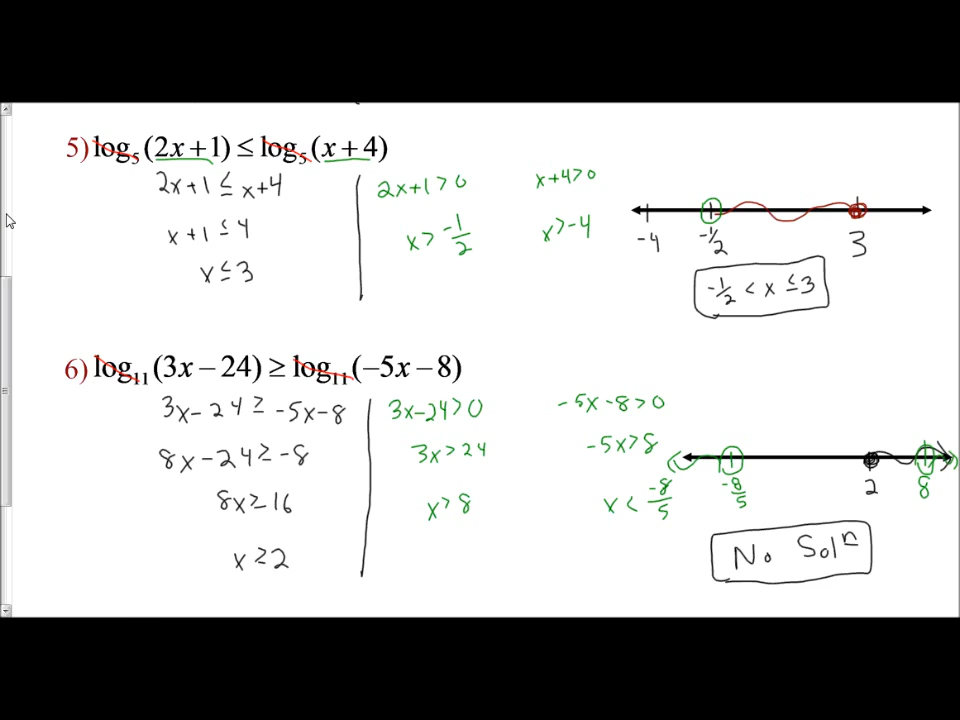 5) log₅(2x+1) ≤ log₅(x+4)
2x+1 ≤ x+4
2x+1>0
x+4>0
x+1 ≤ 4
x > -1/2
x>-4
x ≤ 3
-4 -1/2 3
-1/2 < x ≤ 3
6) log₁₁(3x−24) ≥ log₁₁(−5x−8)
3x-24 ≥ -5x-8
3x-24>0
-5x-8>0
8x-24 ≥ -8
3x>24
-5x>8
8x ≥ 16
x>8
x < -8/5
x ≥ 2
-8/5 2 8
No Solⁿ